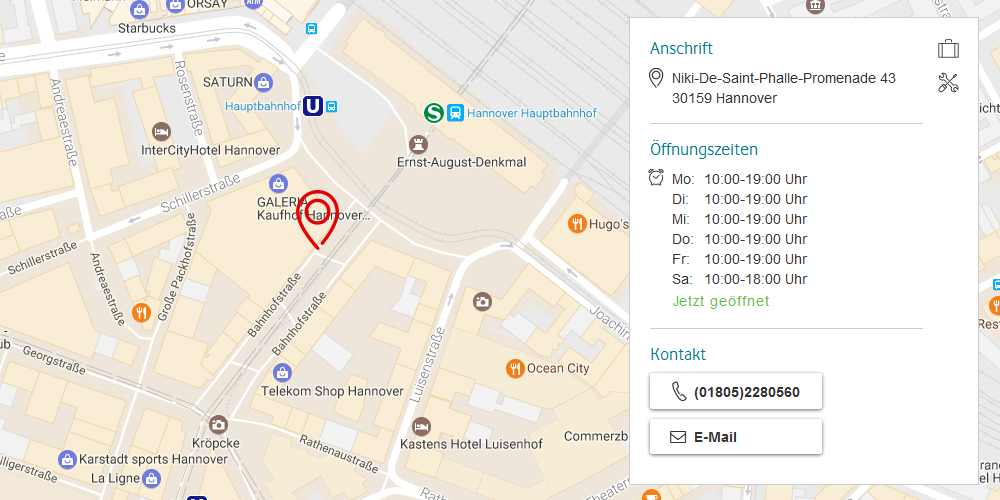 ORSAY
Starbucks
SATURN
Rosenstraße
Andreaestraße
Hauptbahnhof
U
S
Hannover Hauptbahnhof
InterCityHotel Hannover
Ernst-August-Denkmal
Schillerstraße
GALERIA
Kaufhof Hannover...
Hugo's
Schillerstraße
Andreaestraße
Große Packhofstraße
Bahnhofstraße
Bahnhofstraße
Georgstraße
Luisenstraße
Ocean City
Telekom Shop Hannover
Kröpcke
Rathenaustraße
Kastens Hotel Luisenhof
Karstadt sports Hannover
La Ligne
Anschrift
Niki-De-Saint-Phalle-Promenade 43
30159 Hannover
Öffnungszeiten
Mo: 10:00-19:00 Uhr
Di: 10:00-19:00 Uhr
Mi: 10:00-19:00 Uhr
Do: 10:00-19:00 Uhr
Fr: 10:00-19:00 Uhr
Sa: 10:00-18:00 Uhr
Jetzt geöffnet
Kontakt
(01805)2280560
E-Mail